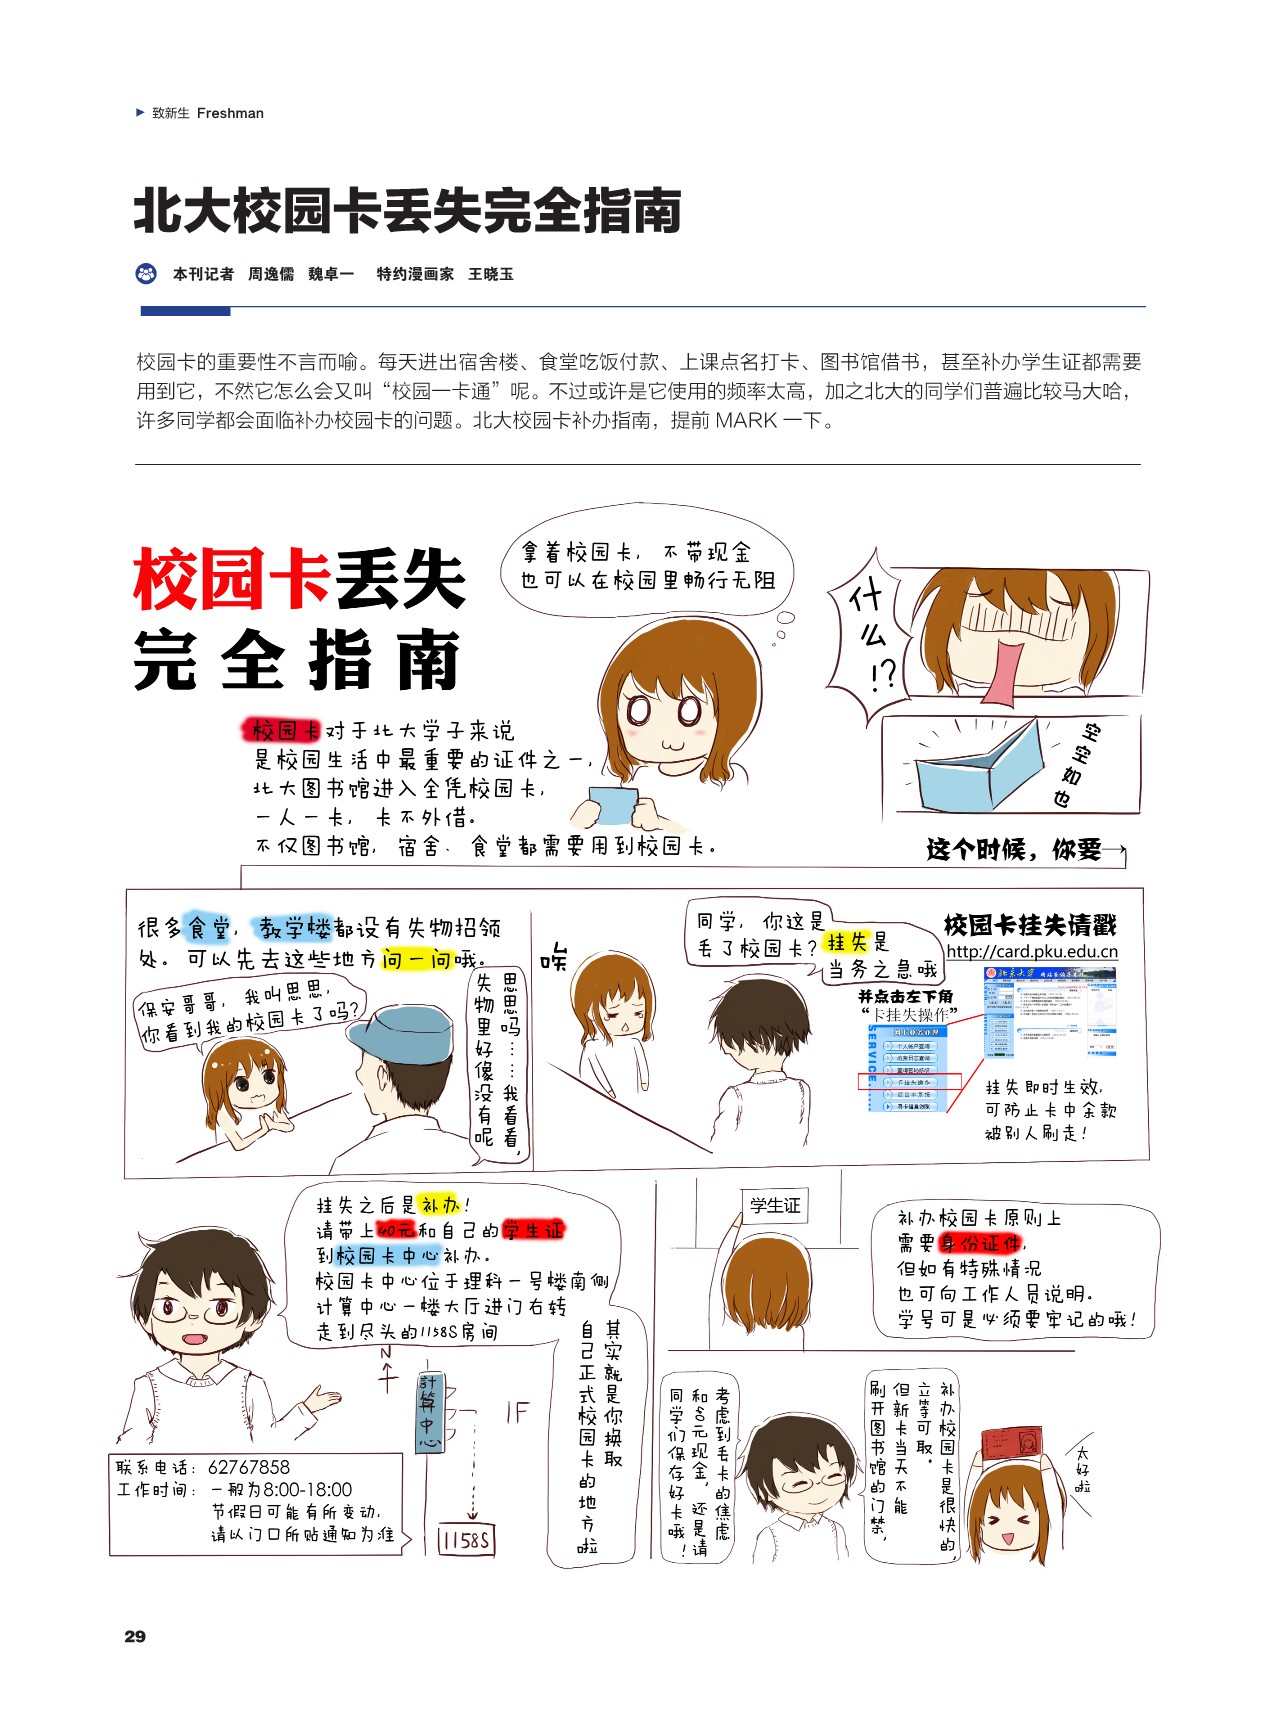 致新生 Freshman
北大校园卡丢失完全指南
本刊记者 周逸儒 魏卓一 特约漫画家 王晓玉
校园卡的重要性不言而喻。每天进出宿舍楼、食堂吃饭付款、上课点名打卡、图书馆借书，甚至补办学生证都需要
用到它，不然它怎么会又叫“校园一卡通”呢。不过或许是它使用的频率太高，加之北大的同学们普遍比较马大哈，
许多同学都会面临补办校园卡的问题。北大校园卡补办指南，提前 MARK 一下。
校园卡丢失
完全指南
拿着校园卡，不带现金
也可以在校园里畅行无阻
什么!?
空空如也
校园卡对于北大学子来说
是校园生活中最重要的证件之一，
北大图书馆进入全凭校园卡，
一人一卡，卡不外借。
不仅图书馆，宿舍、食堂都需要用到校园卡。
这个时候，你要
很多食堂，教学楼都设有失物招领
处。可以先去这些地方问一问哦。
保安哥哥，我叫思思，
你看到我的校园卡了吗?
思思吗……我看看，
失物里好像没有呢
唉
同学，你这是
丢了校园卡?挂失是
当务之急哦
校园卡挂失请戳
http://card.pku.edu.cn
并点击左下角
“卡挂失操作”
SERVICE
挂失即时生效，
可防止卡中余款
被别人刷走！
挂失之后是补办！
请带上40元和自己的学生证
到校园卡中心补办。
校园卡中心位于理科一号楼南侧
计算中心一楼大厅进门右转
走到尽头的1158S房间
其实就是你换取
自己正式校园卡的地方啦
N
計算中心
1F
1158S
联系电话：62767858
工作时间：一般为8:00-18:00
节假日可能有所变动，
请以门口所贴通知为准
学生证
补办校园卡原则上
需要身份证件，
但如有特殊情况
也可向工作人员说明。
学号可是必须要牢记的哦！
考虑到丢卡的焦虑
和40元现金，还是请
同学们保存好卡哦！
补办校园卡是很快的，
立等可取。
但新卡当天不能
刷开图书馆的门禁，
太好啦
29